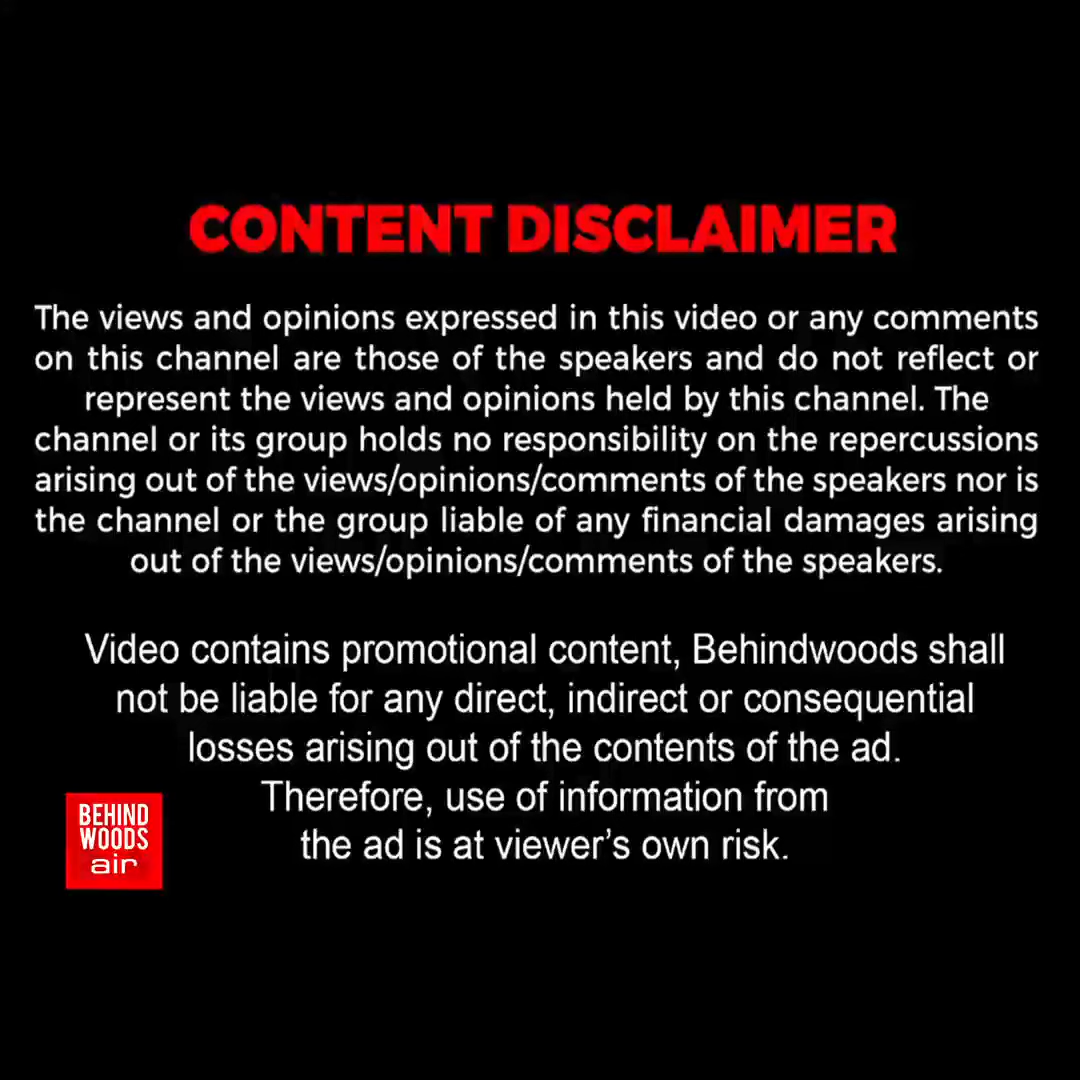 CONTENT DISCLAIMER
The views and opinions expressed in this video or any comments
on this channel are those of the speakers and do not reflect or
represent the views and opinions held by this channel. The
channel or its group holds no responsibility on the repercussions
arising out of the views/opinions/comments of the speakers nor is
the channel or the group liable of any financial damages arising
out of the views/opinions/comments of the speakers.
Video contains promotional content, Behindwoods shall
not be liable for any direct, indirect or consequential
losses arising out of the contents of the ad.
Therefore, use of information from
the ad is at viewer’s own risk.
BEHIND
WOODS
air